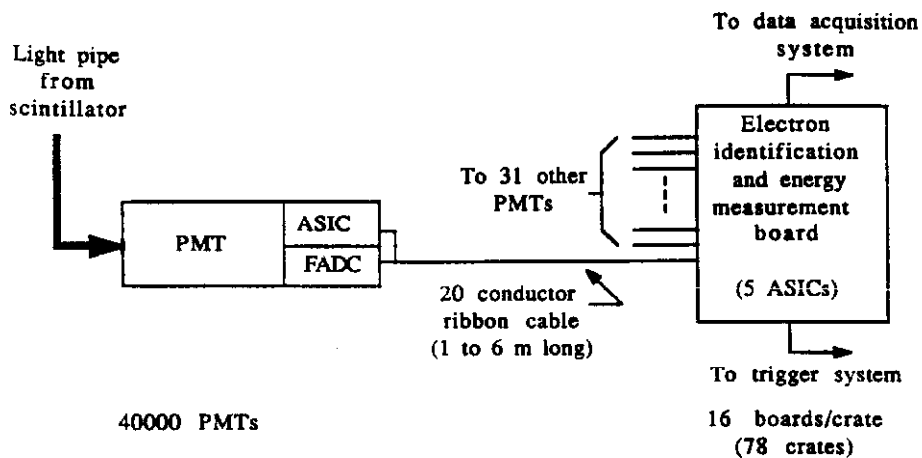 To data acquisition
system
Light pipe
from
scintillator
Electron
identification
and energy
measurement
board
(5 ASICs)
To 31 other
PMTs
PMT
ASIC
FADC
20 conductor
ribbon cable
(1 to 6 m long)
To trigger system
40000 PMTs
16 boards/crate
(78 crates)